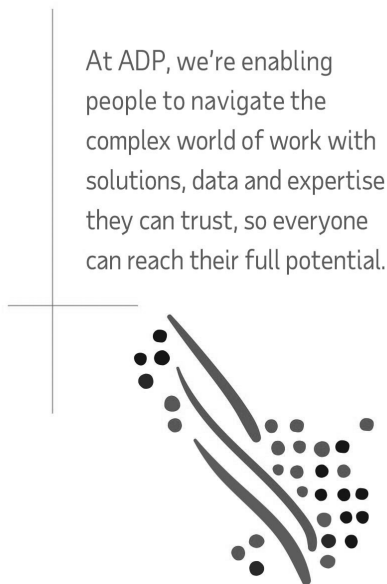 At ADP, we're enabling
people to navigate the
complex world of work with
solutions, data and expertise
they can trust, so everyone
can reach their full potential.